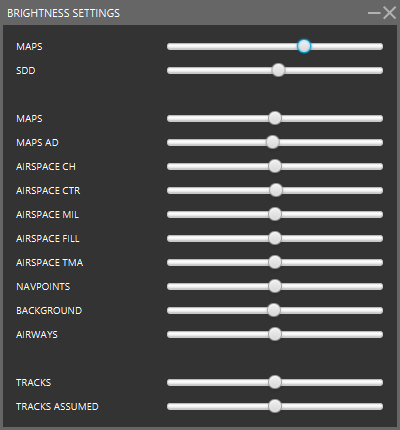 BRIGHTNESS SETTINGS
MAPS
SDD
MAPS
MAPS AD
AIRSPACE CH
AIRSPACE CTR
AIRSPACE MIL
AIRSPACE FILL
AIRSPACE TMA
NAVPOINTS
BACKGROUND
AIRWAYS
TRACKS
TRACKS ASSUMED